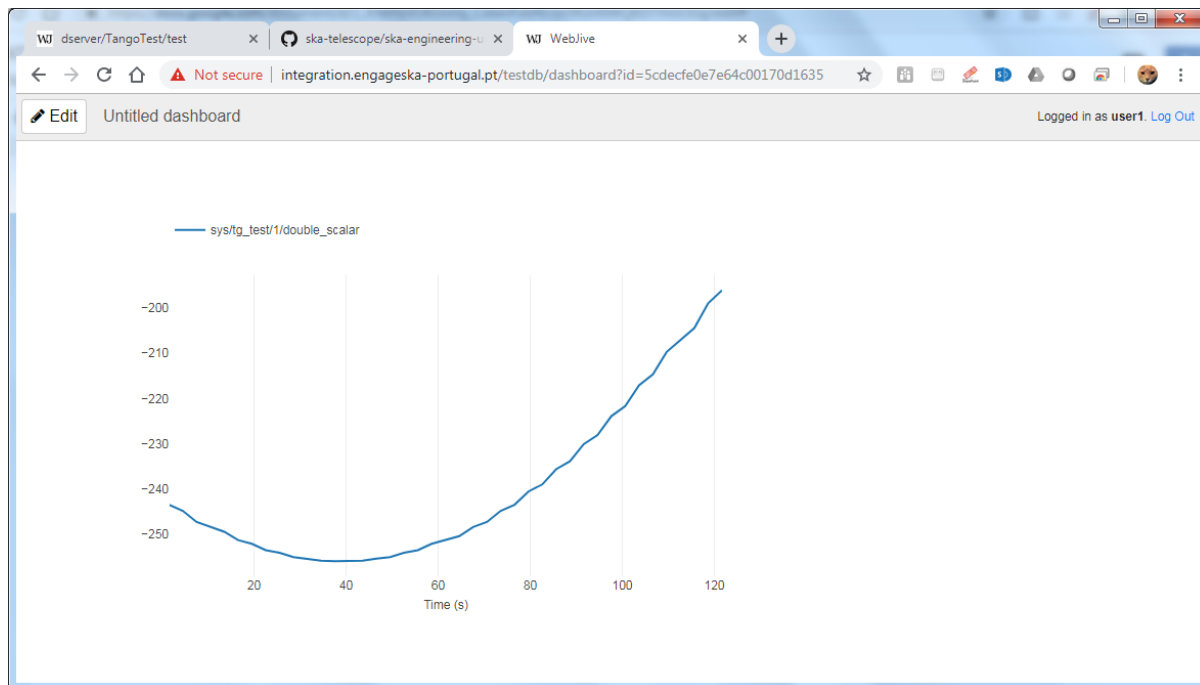 dserver/TangoTest/test
ska-telescope/ska-engineering-u
WebJive
Not secure | integration.engageska-portugal.pt/testdb/dashboard?id=5cdecfe0e7e64c00170d1635
Edit Untitled dashboard Logged in as user1. Log Out
sys/tg_test/1/double_scalar
−200
−210
−220
−230
−240
−250
20 40 60 80 100 120
Time (s)